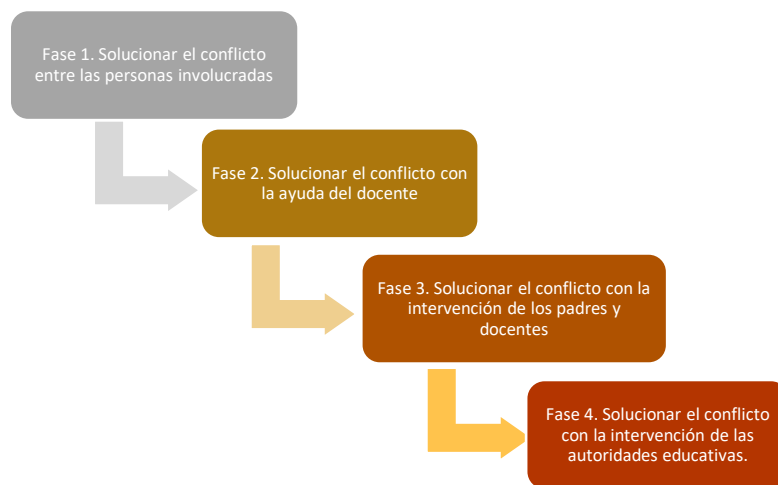 Fase 1. Solucionar el conflicto
entre las personas involucradas
Fase 2. Solucionar el conflicto con
la ayuda del docente
Fase 3. Solucionar el conflicto con la
intervención de los padres y
docentes
Fase 4. Solucionar el conflicto
con la intervención de las
autoridades educativas.